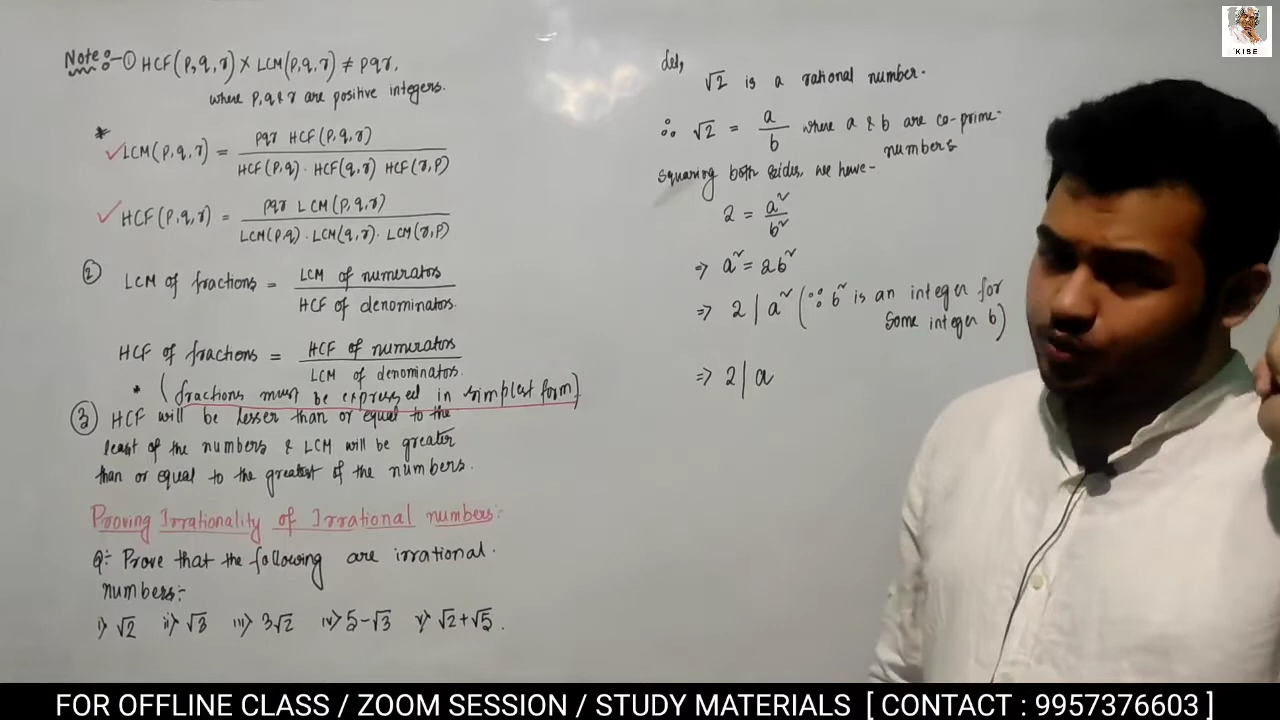 Note:- ① HCF(p,q,r) × LCM(p,q,r) ≠ pqr,
where p,q & r are positive integers.
* ✓ LCM(p,q,r) = pqr HCF(p,q,r) / HCF(p,q) · HCF(q,r) HCF(r,p)
✓ HCF(p,q,r) = pqr LCM(p,q,r) / LCM(p,q) · LCM(q,r) · LCM(r,p)
② LCM of fractions = LCM of numerators / HCF of denominators.
HCF of fractions = HCF of numerators / LCM of denominators.
* (fractions must be expressed in simplest form)
③ HCF will be lesser than or equal to the
least of the numbers & LCM will be greater
than or equal to the greatest of the numbers.
Proving Irrationality of Irrational numbers:-
Q:- Prove that the following are irrational
numbers:-
i) √2 ii) √3 iii) 3√2 iv) 5-√3 v) √2+√5.
let,
√2 is a rational number.
∴ √2 = a/b where a & b are co-prime
numbers
Squaring both sides, we have-
2 = a²/b²
⇒ a² = 2b²
⇒ 2 | a² (∵ b² is an integer for
some integer b)
⇒ 2 | a
KISE
FOR OFFLINE CLASS / ZOOM SESSION / STUDY MATERIALS [ CONTACT : 9957376603 ]